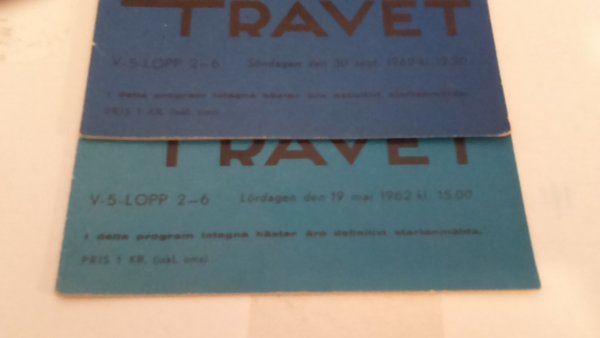 TRAVET
V-5-LOPP 2-6 Söndagen den 30 sept. 1962 kl. 12.30
I detta program intagna hästar äro definitivt startanmälda.
PRIS 1 KR. (inkl. oms)
TRAVET
V-5-LOPP 2-6 Lördagen den 19 maj 1962 kl. 15.00
I detta program intagna hästar äro definitivt startanmälda.
PRIS 1 KR. (inkl. oms)